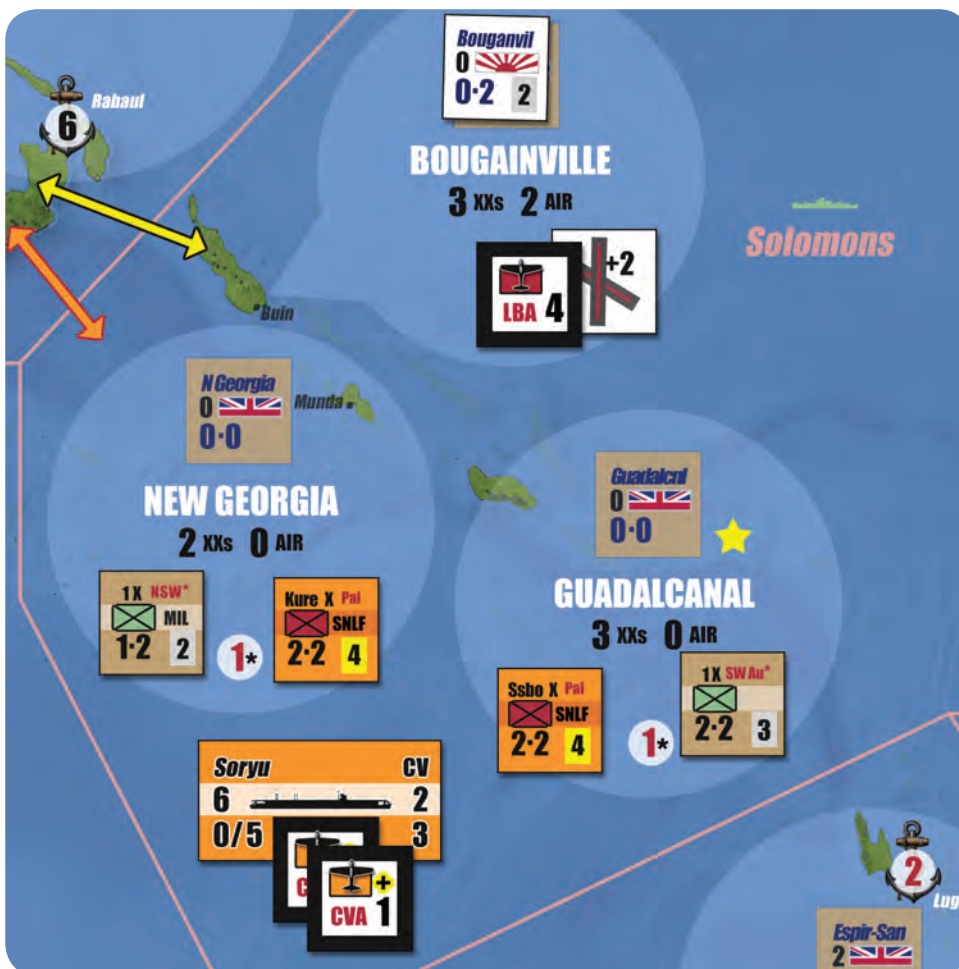 Bouganvil
0
0·2 2
Rabaul
6
BOUGAINVILLE
3 XXs 2 AIR
Solomons
LBA 4
+2
Buin
N Georgia
0
0·0
Munda
NEW GEORGIA
2 XXs 0 AIR
Guadalcnl
0
0·0
GUADALCANAL
3 XXs 0 AIR
1X NSW*
MIL
1·2 2
1*
Kure X Pal
SNLF
2·2 4
Ssbo X Pal
SNLF
2·2 4
1*
1X SW Au*
2·2 3
Soryu CV
6 2
0/5 3
C
CVA 1
+
2
Lug
Espir-San
2